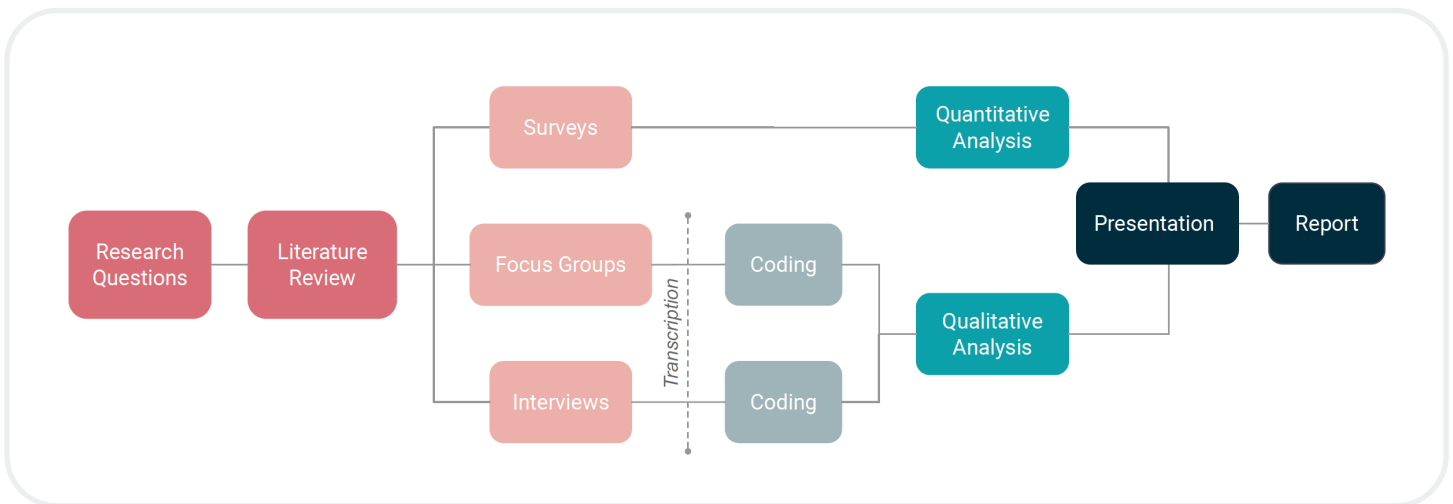 Research
Questions
Literature
Review
Surveys
Focus Groups
Interviews
Transcription
Coding
Coding
Quantitative
Analysis
Qualitative
Analysis
Presentation
Report